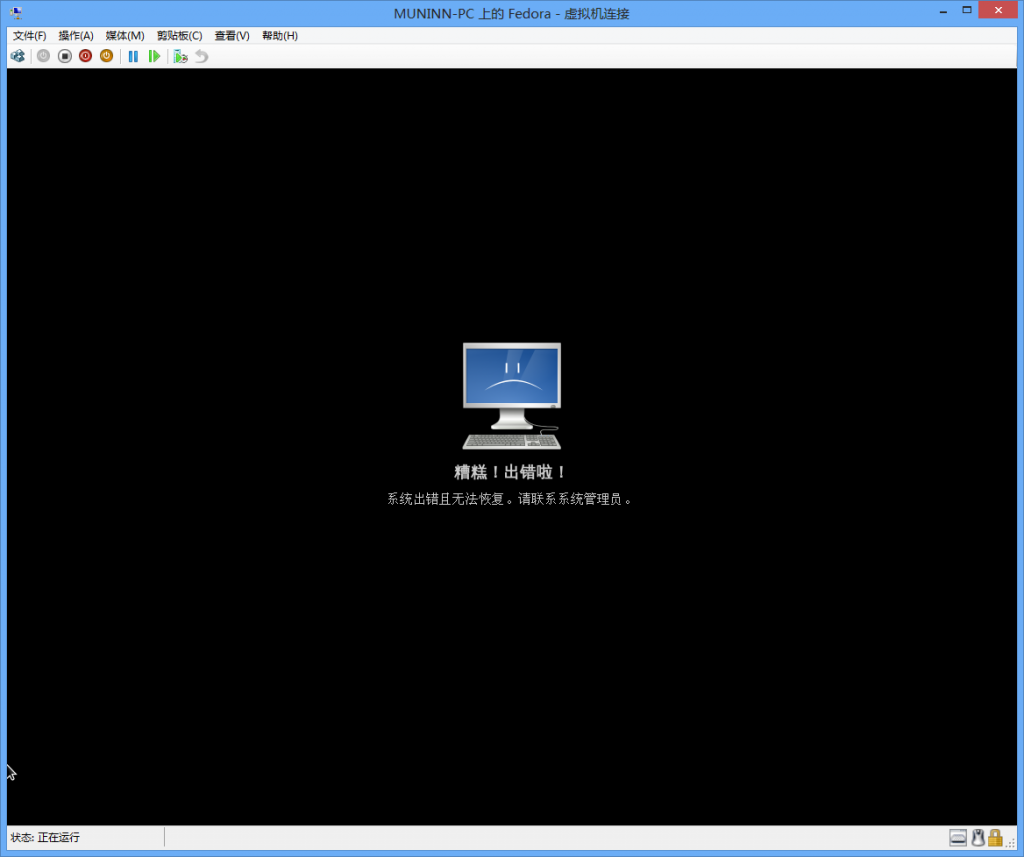 MUNINN-PC 上的 Fedora - 虚拟机连接
文件(F) 操作(A) 媒体(M) 剪贴板(C) 查看(V) 帮助(H)
糟糕！出错啦！
系统出错且无法恢复。请联系系统管理员。
状态: 正在运行